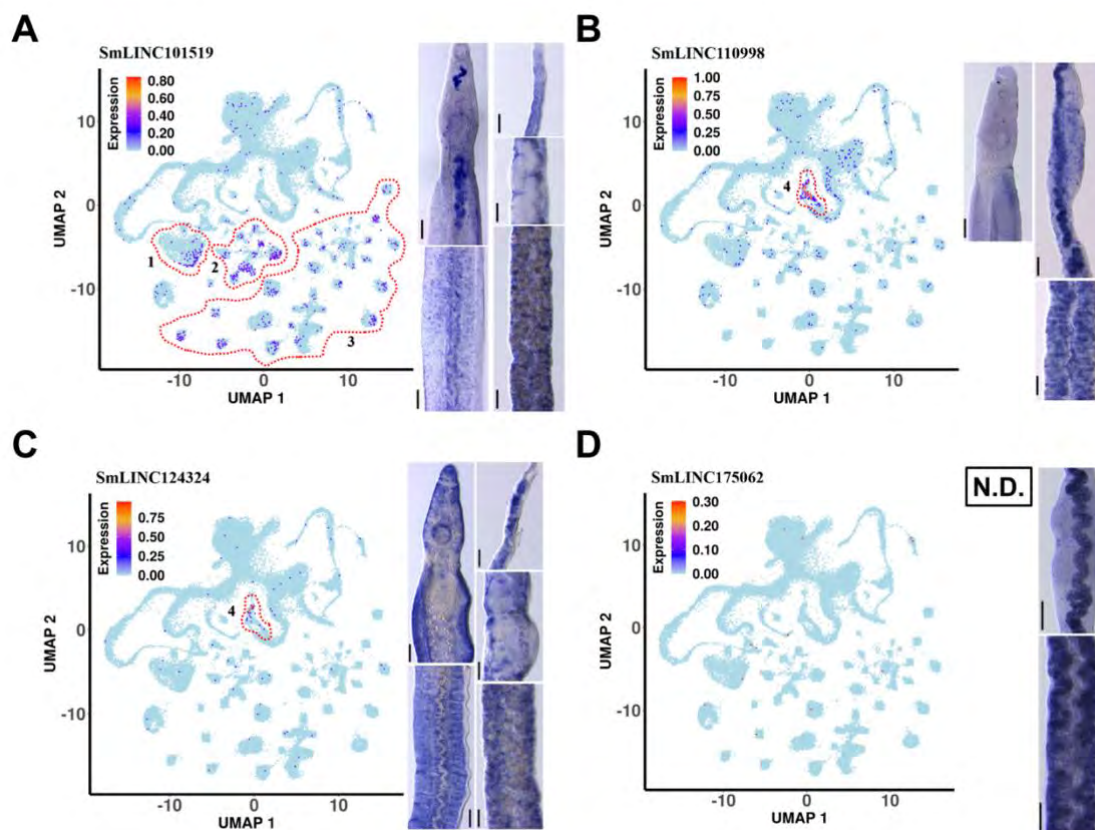 A
SmLINC101519
Expression
0.80
0.60
0.40
0.20
0.00
10
0
-10
UMAP 2
1
2
3
-10
0
10
UMAP 1
B
SmLINC110998
Expression
1.00
0.75
0.50
0.25
0.00
10
0
-10
UMAP 2
4
-10
0
10
UMAP 1
C
SmLINC124324
Expression
0.75
0.50
0.25
0.00
10
0
-10
UMAP 2
4
-10
0
10
UMAP 1
D
SmLINC175062
N.D.
Expression
0.30
0.20
0.10
0.00
10
0
-10
UMAP 2
-10
0
10
UMAP 1